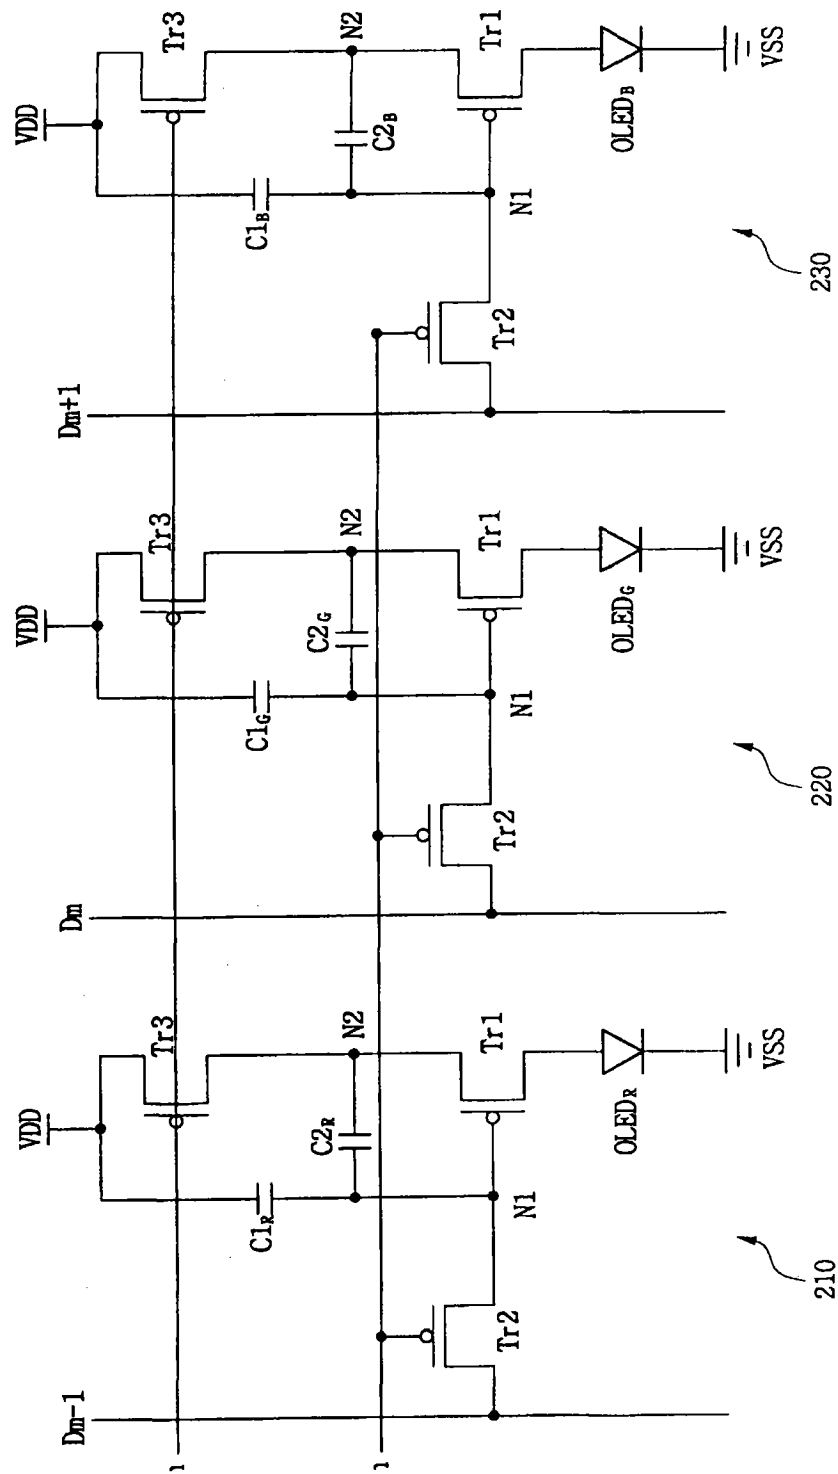 VDD
Tr3
N2
C1B
C2B
Tr1
N1
OLEDB
VSS
Tr2
Dm+1
230
VDD
Tr3
N2
C1G
C2G
Tr1
N1
OLEDG
VSS
Tr2
Dm
220
VDD
Tr3
N2
C1R
C2R
Tr1
N1
OLEDR
VSS
Tr2
Dm-1
210